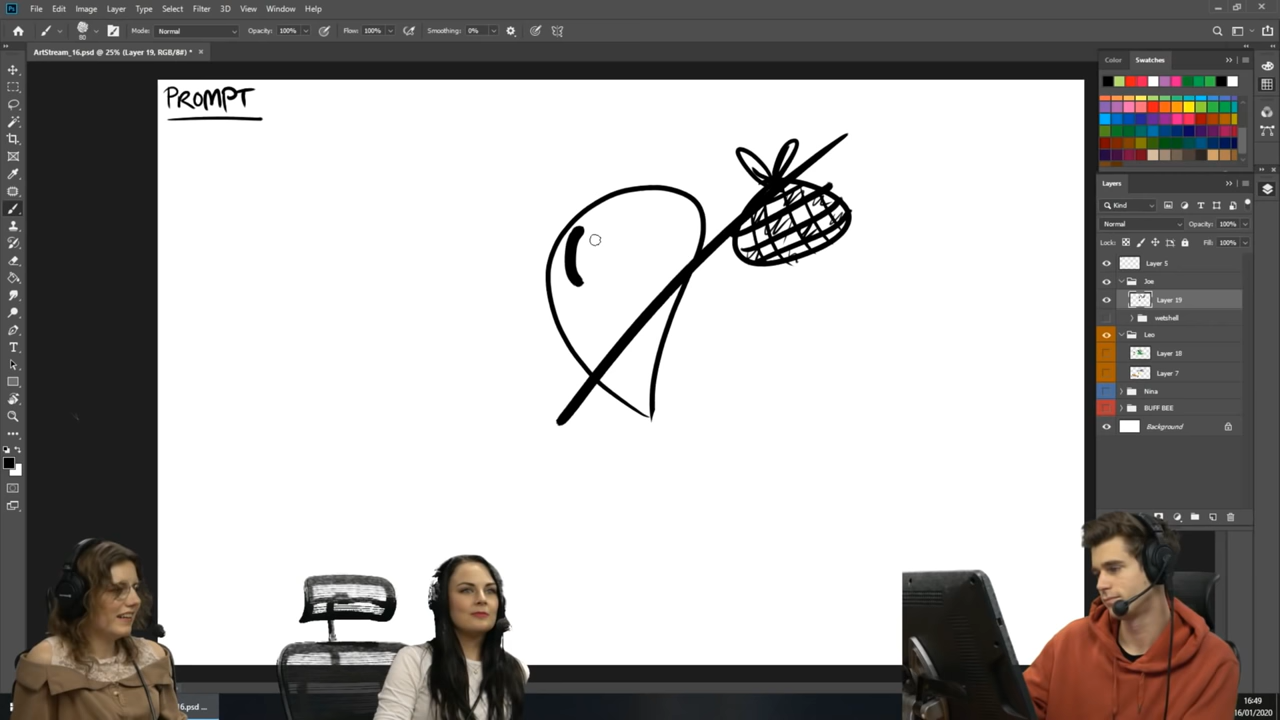 File Edit Image Layer Type Select Filter 3D View Window Help
Mode: Normal Opacity: 100% Flow: 100% Smoothing: 0%
ArtStream_16.psd @ 25% (Layer 19, RGB/8#) *
PROMPT
Color Swatches
Layers
Kind
Normal Opacity: 100%
Lock: Fill: 100%
Layer 5
Joe
Layer 19
wetshell
Leo
Layer 18
Layer 7
Nina
BUFF BEE
Background
16.psd ...
16:49
16/01/2020